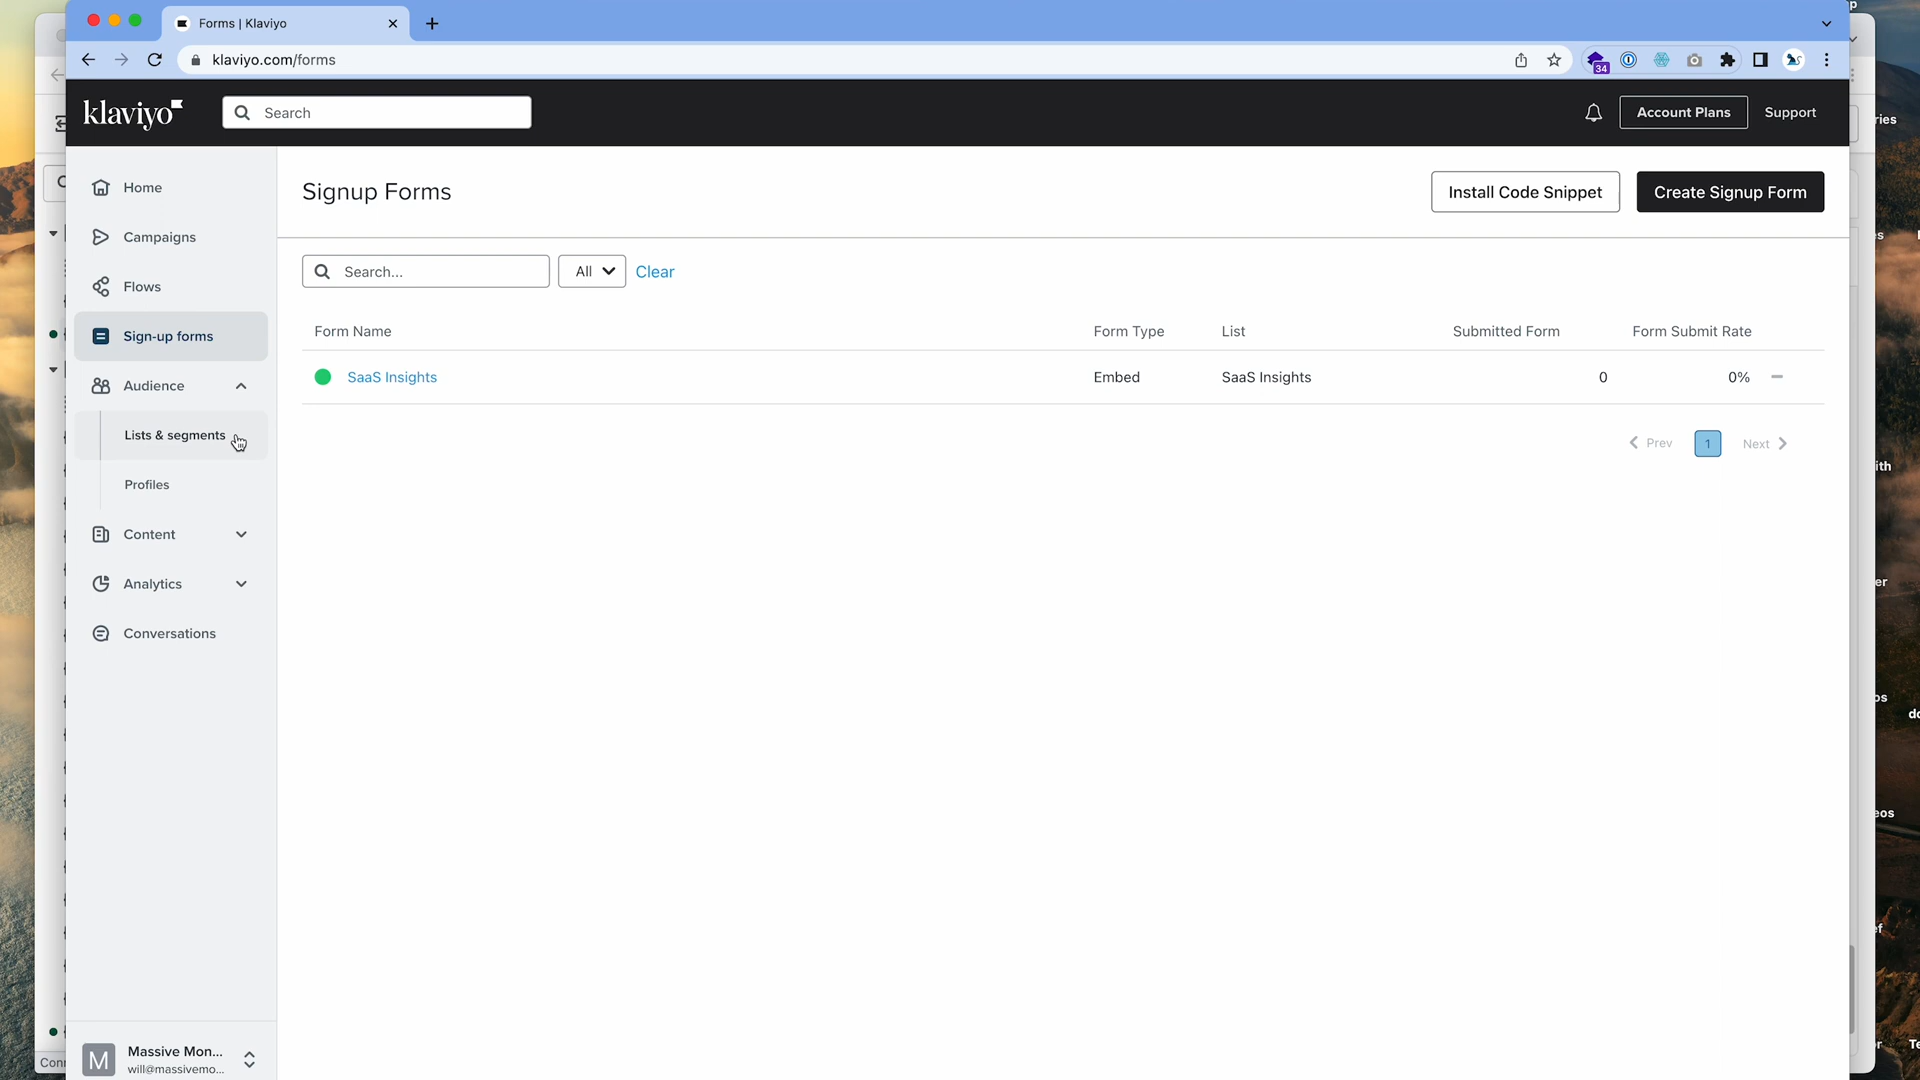 Forms | Klaviyo
klaviyo.com/forms
34
klaviyo
Search
Account Plans
Support
Home
Campaigns
Flows
Sign-up forms
Audience
Lists & segments
Profiles
Content
Analytics
Conversations
M
Massive Mon...
will@massivemo...
Signup Forms
Install Code Snippet
Create Signup Form
Search...
All
Clear
Form Name Form Type List Submitted Form Form Submit Rate
SaaS Insights Embed SaaS Insights 0 0%
Prev 1 Next